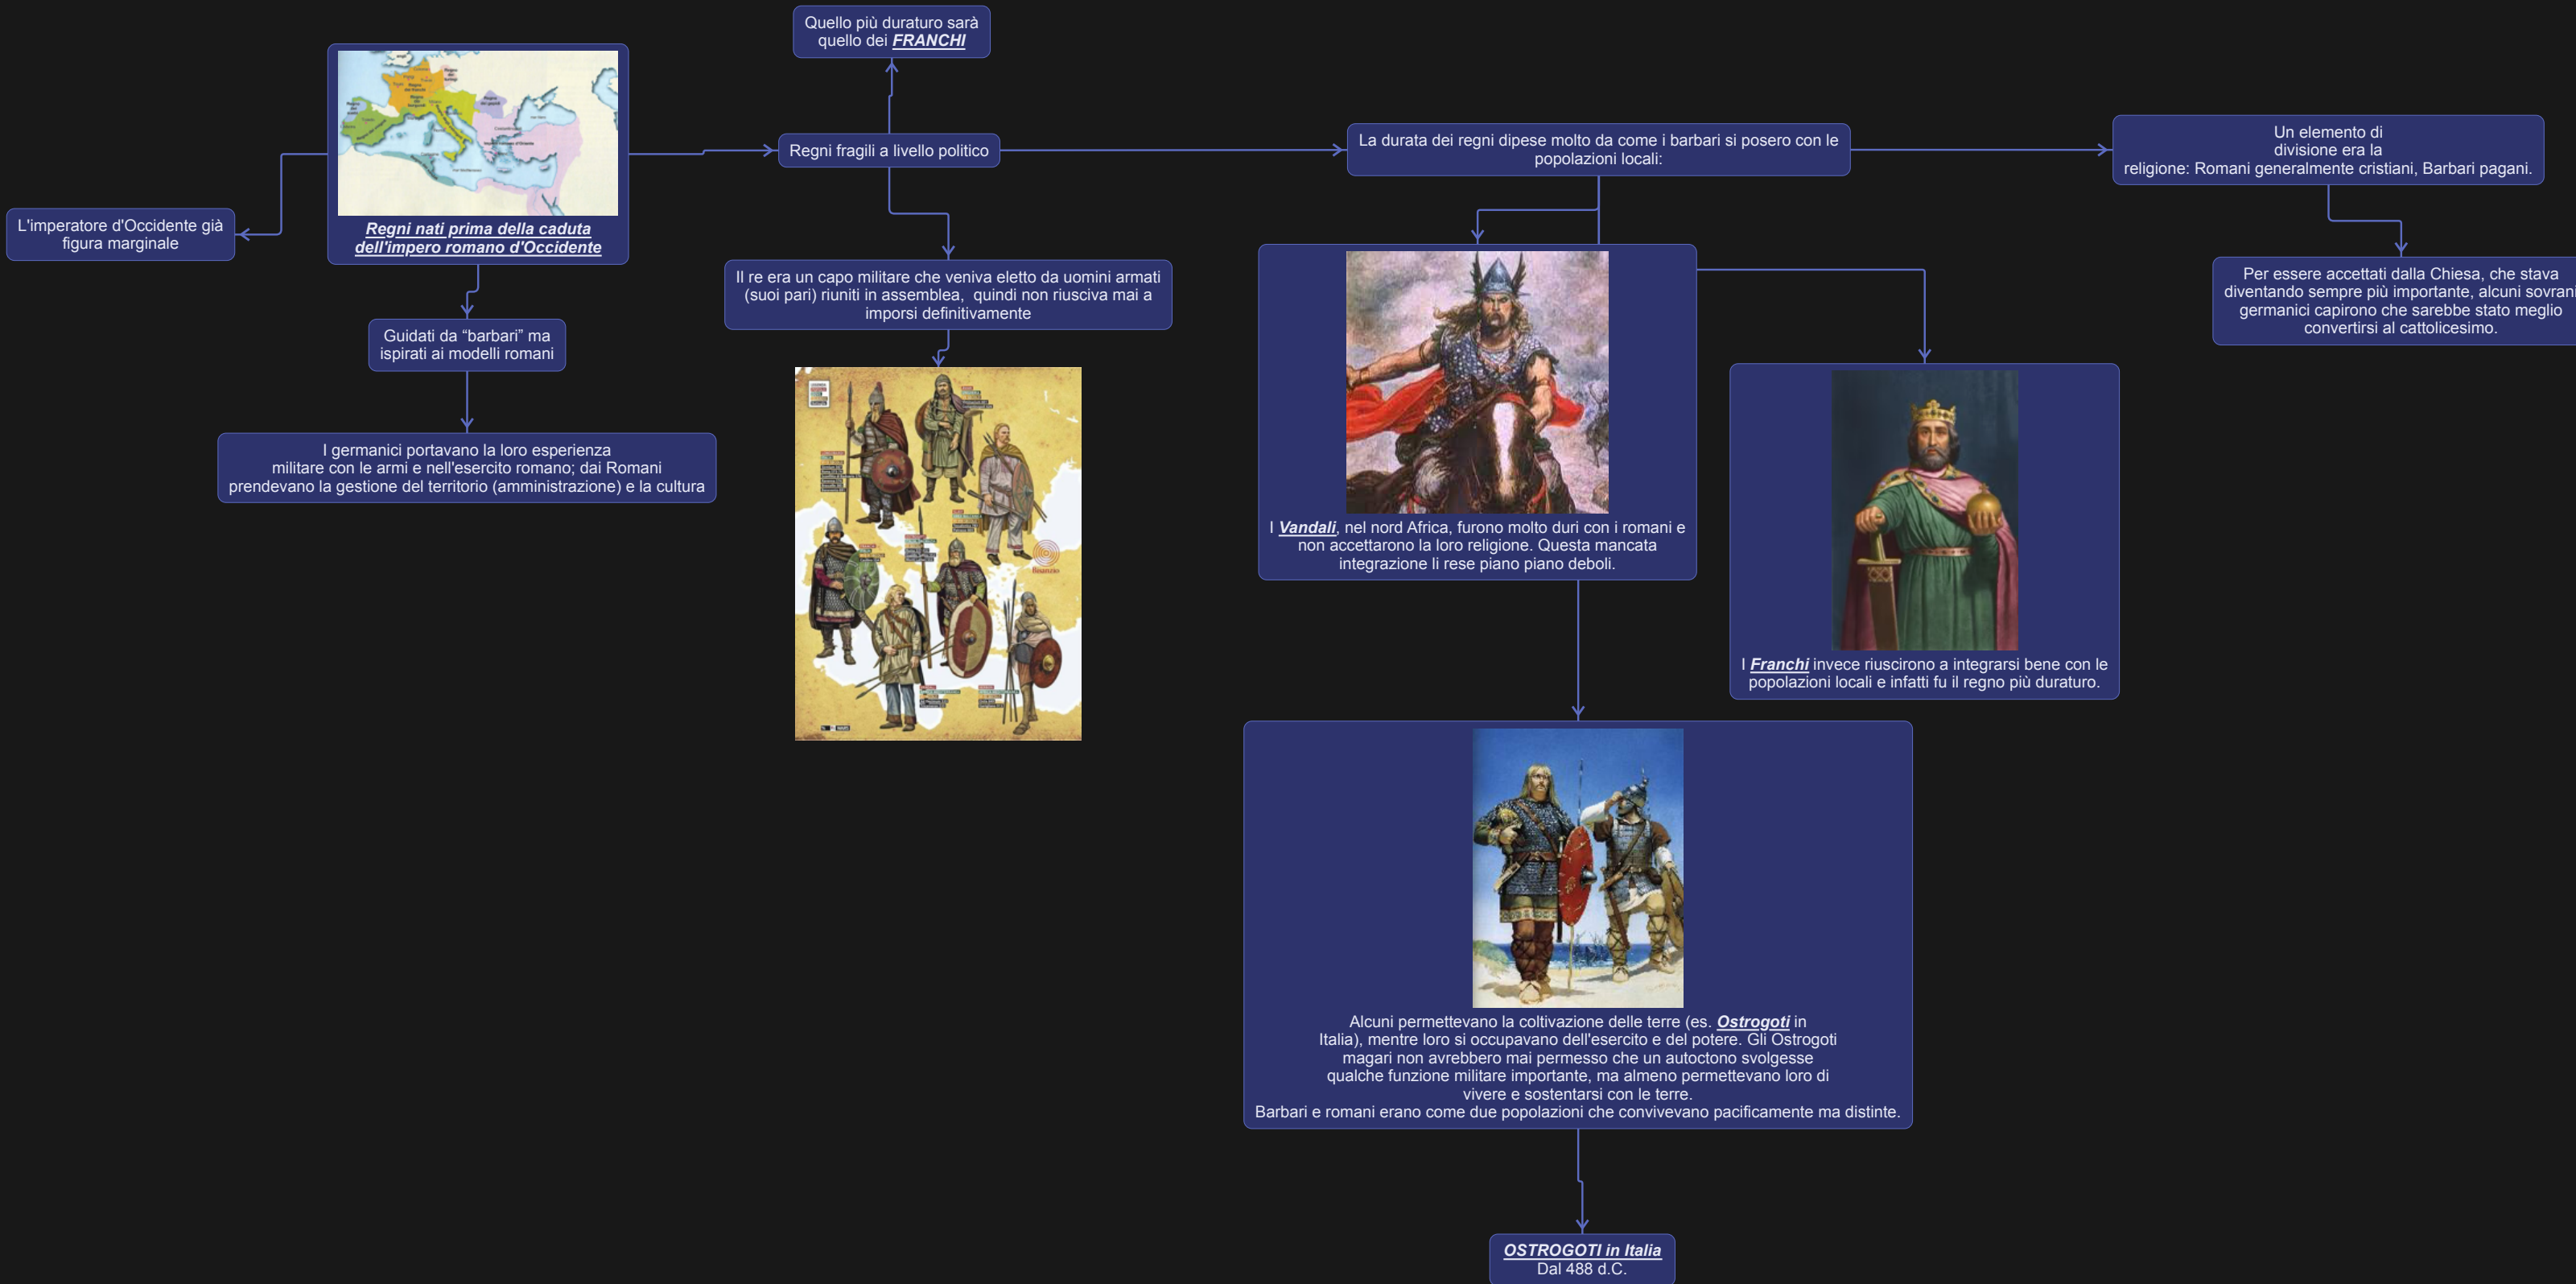 Quello più duraturo sarà
quello dei FRANCHI
Regni nati prima della caduta
dell'impero romano d'Occidente
L'imperatore d'Occidente già
figura marginale
Guidati da “barbari” ma
ispirati ai modelli romani
I germanici portavano la loro esperienza
militare con le armi e nell'esercito romano; dai Romani
prendevano la gestione del territorio (amministrazione) e la cultura
Regni fragili a livello politico
Il re era un capo militare che veniva eletto da uomini armati
(suoi pari) riuniti in assemblea, quindi non riusciva mai a
imporsi definitivamente
Bisanzio
La durata dei regni dipese molto da come i barbari si posero con le
popolazioni locali:
I Vandali, nel nord Africa, furono molto duri con i romani e
non accettarono la loro religione. Questa mancata
integrazione li rese piano piano deboli.
I Franchi invece riuscirono a integrarsi bene con le
popolazioni locali e infatti fu il regno più duraturo.
Alcuni permettevano la coltivazione delle terre (es. Ostrogoti in
Italia), mentre loro si occupavano dell'esercito e del potere. Gli Ostrogoti
magari non avrebbero mai permesso che un autoctono svolgesse
qualche funzione militare importante, ma almeno permettevano loro di
vivere e sostentarsi con le terre.
Barbari e romani erano come due popolazioni che convivevano pacificamente ma distinte.
OSTROGOTI in Italia
Dal 488 d.C.
Un elemento di
divisione era la
religione: Romani generalmente cristiani, Barbari pagani.
Per essere accettati dalla Chiesa, che stava
diventando sempre più importante, alcuni sovrani
germanici capirono che sarebbe stato meglio
convertirsi al cattolicesimo.